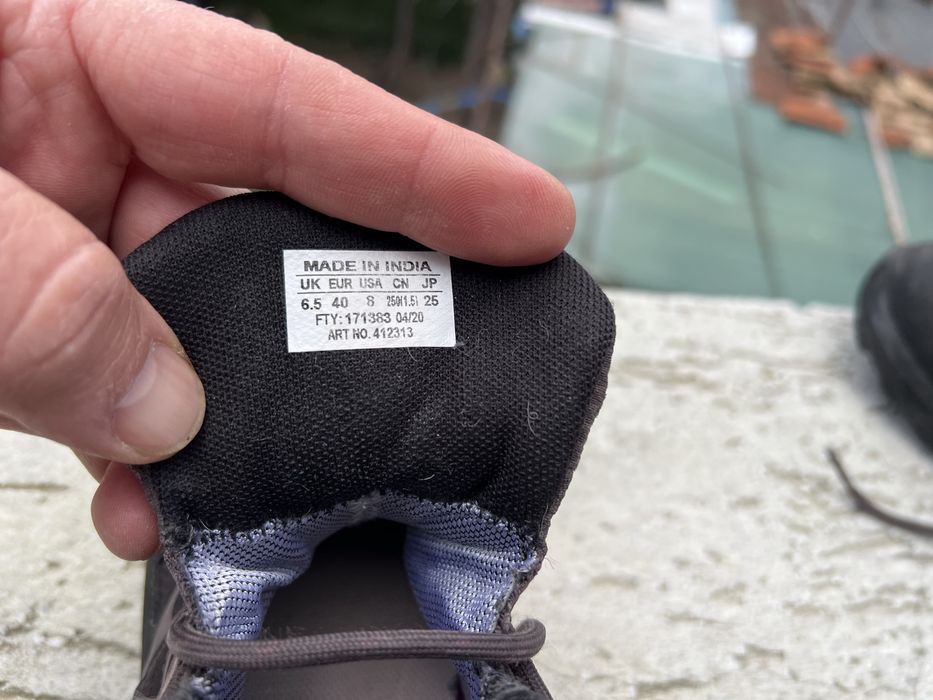 MADE IN INDIA
UK EUR USA CN JP
6.5 40 8 250(1.5) 25
FTY: 171383 04/20
ART NO. 412313